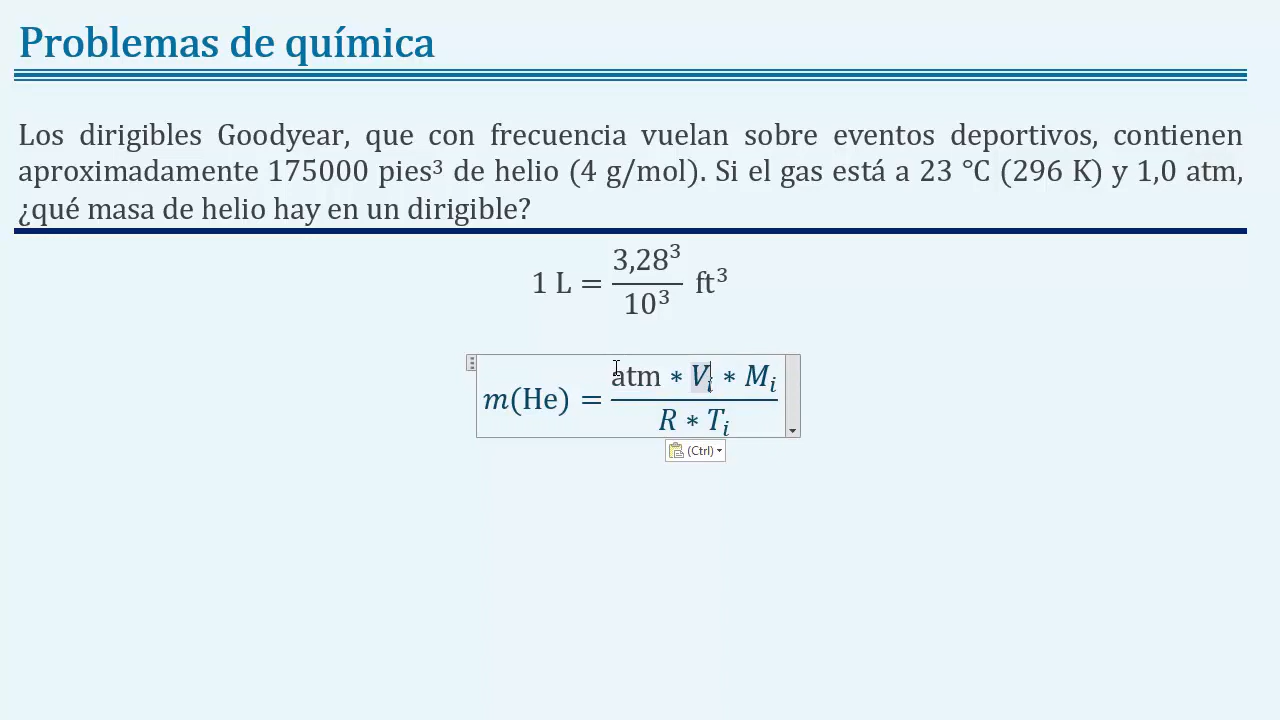 Problemas de química
Los dirigibles Goodyear, que con frecuencia vuelan sobre eventos deportivos, contienen
aproximadamente 175000 pies³ de helio (4 g/mol). Si el gas está a 23 °C (296 K) y 1,0 atm,
¿qué masa de helio hay en un dirigible?
1 L = 3,28³/10³ ft³
m(He) = atm * Vᵢ * Mᵢ / R * Tᵢ
(Ctrl)